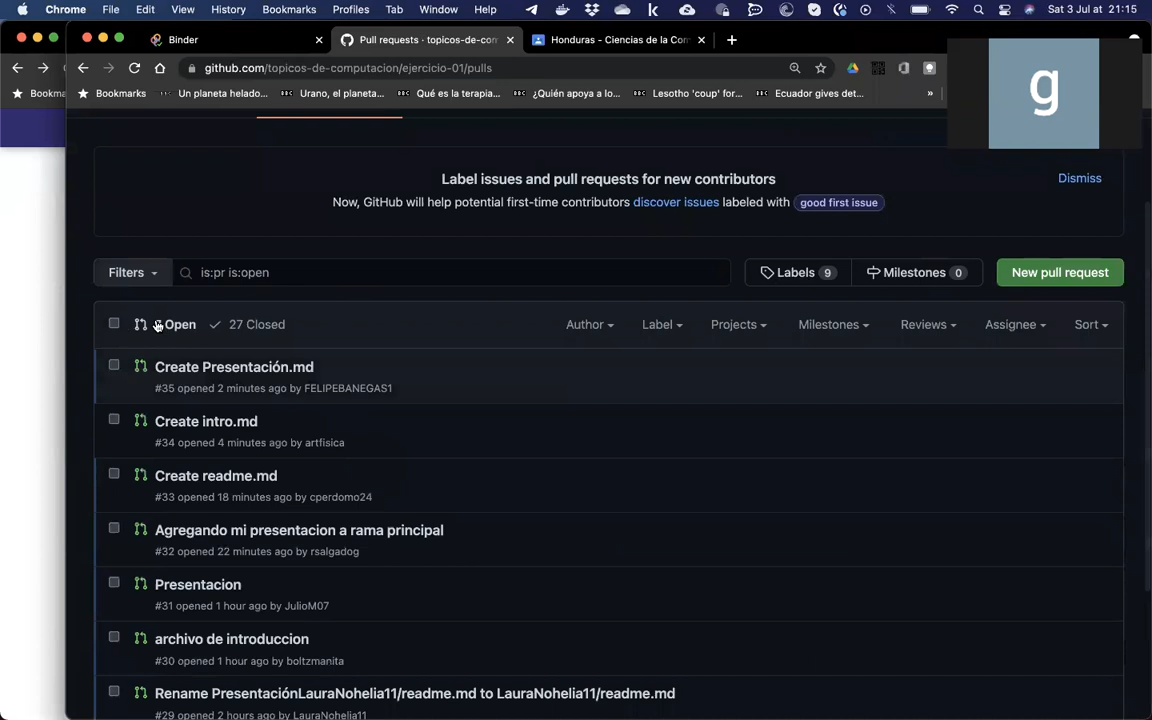 Chrome File Edit View History Bookmarks Profiles Tab Window Help Sat 3 Jul at 21:15
Binder
Pull requests · topicos-de-com
Honduras - Ciencias de la Com
github.com/topicos-de-computacion/ejercicio-01/pulls
Bookma
Bookmarks
Un planeta helado...
Urano, el planeta...
Qué es la terapia...
¿Quién apoya a lo...
Lesotho 'coup' for...
Ecuador gives det...
»
g
Label issues and pull requests for new contributors
Dismiss
Now, GitHub will help potential first-time contributors discover issues labeled with good first issue
Filters
is:pr is:open
Labels 9
Milestones 0
New pull request
Open
27 Closed
Author
Label
Projects
Milestones
Reviews
Assignee
Sort
Create Presentación.md
#35 opened 2 minutes ago by FELIPEBANEGAS1
Create intro.md
#34 opened 4 minutes ago by artfisica
Create readme.md
#33 opened 18 minutes ago by cperdomo24
Agregando mi presentacion a rama principal
#32 opened 22 minutes ago by rsalgadog
Presentacion
#31 opened 1 hour ago by JulioM07
archivo de introduccion
#30 opened 1 hour ago by boltzmanita
Rename PresentaciónLauraNohelia11/readme.md to LauraNohelia11/readme.md
#29 opened 2 hours ago by LauraNohelia11